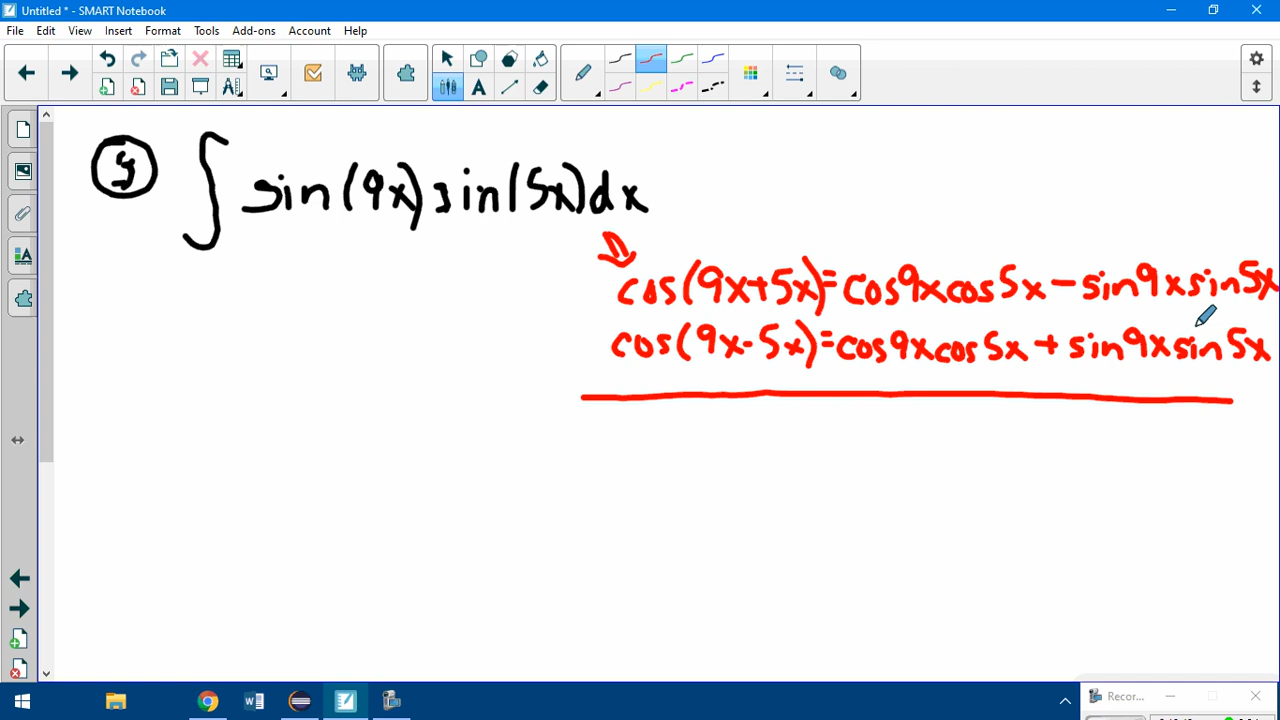 Untitled * - SMART Notebook
File Edit View Insert Format Tools Add-ons Account Help
∫ sin(9x)sin(5x)dx
cos(9x+5x)=cos9xcos5x-sin9xsin5x
cos(9x-5x)=cos9xcos5x+sin9xsin5x
Recor...